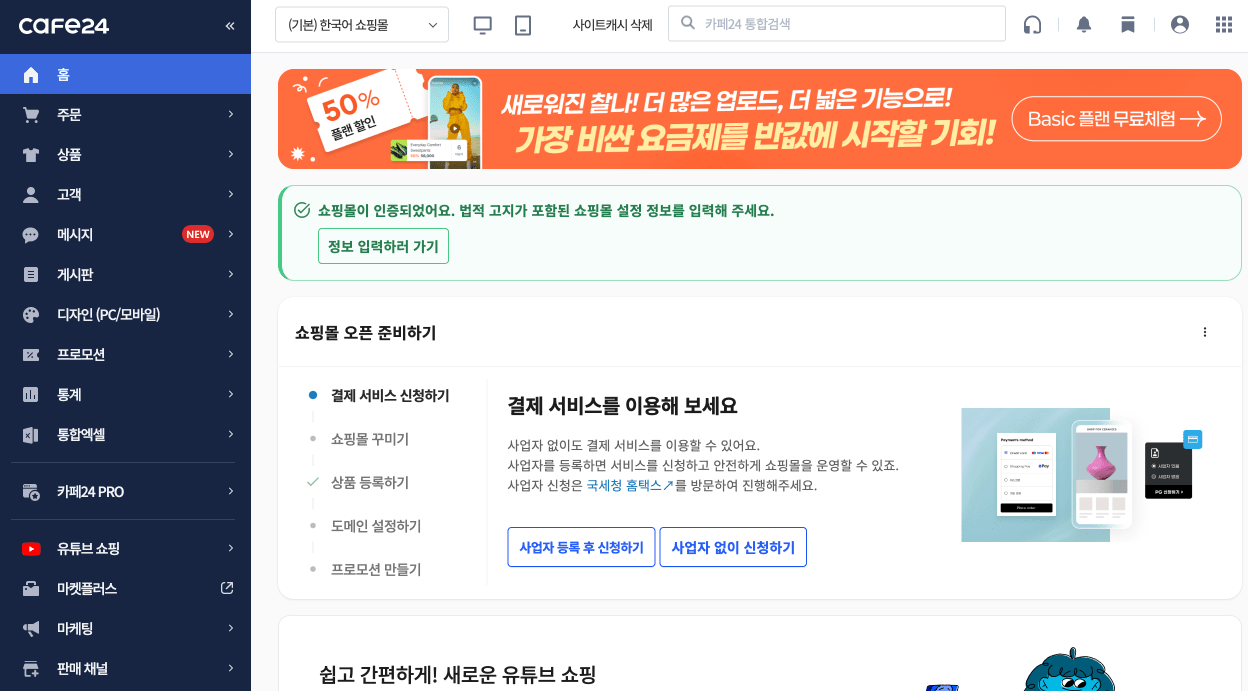 cafe24
«
(기본) 한국어 쇼핑몰
사이트캐시 삭제
카페24 통합검색
홈
주문
상품
고객
메시지
NEW
게시판
디자인 (PC/모바일)
프로모션
통계
통합엑셀
카페24 PRO
유튜브 쇼핑
마켓플러스
마케팅
판매 채널
50%
플랜 할인
새로워진 찰나! 더 많은 업로드, 더 넓은 기능으로!
가장 비싼 요금제를 반값에 시작할 기회!
Basic 플랜 무료체험
쇼핑몰이 인증되었어요. 법적 고지가 포함된 쇼핑몰 설정 정보를 입력해 주세요.
정보 입력하러 가기
쇼핑몰 오픈 준비하기
결제 서비스 신청하기
쇼핑몰 꾸미기
상품 등록하기
도메인 설정하기
프로모션 만들기
결제 서비스를 이용해 보세요
사업자 없이도 결제 서비스를 이용할 수 있어요.
사업자를 등록하면 서비스를 신청하고 안전하게 쇼핑몰을 운영할 수 있죠.
사업자 신청은 국세청 홈택스↗를 방문하여 진행해주세요.
사업자 등록 후 신청하기
사업자 없이 신청하기
Payments method
쉽고 간편하게! 새로운 유튜브 쇼핑